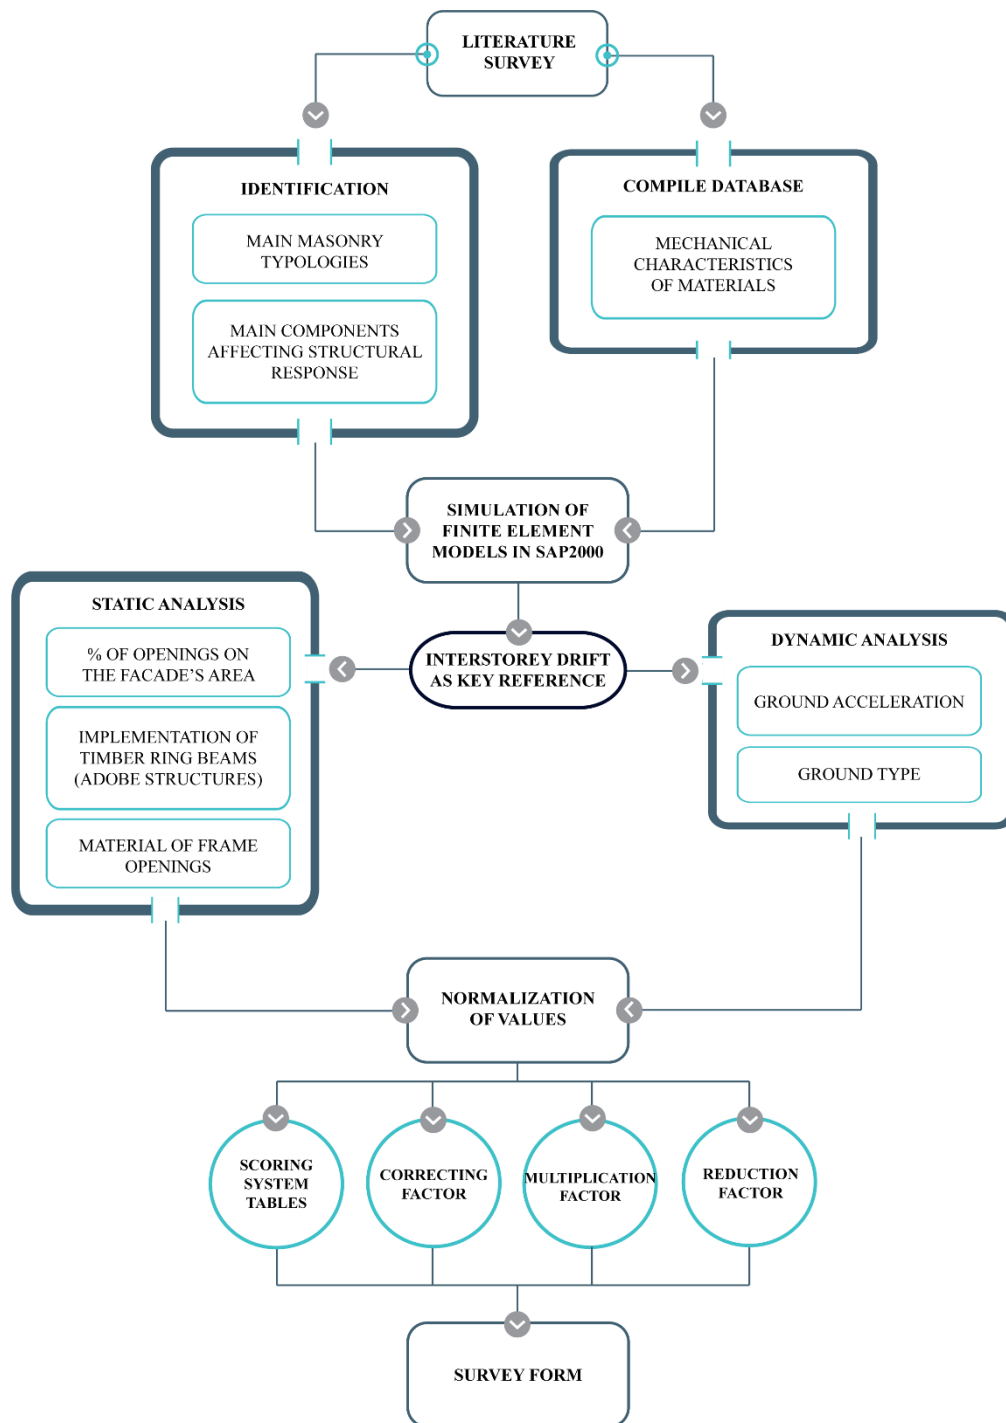 LITERATURE
SURVEY
IDENTIFICATION
MAIN MASONRY
TYPOLOGIES
MAIN COMPONENTS
AFFECTING STRUCTURAL
RESPONSE
COMPILE DATABASE
MECHANICAL
CHARACTERISTICS
OF MATERIALS
SIMULATION OF
FINITE ELEMENT
MODELS IN SAP2000
INTERSTOREY DRIFT
AS KEY REFERENCE
STATIC ANALYSIS
% OF OPENINGS ON
THE FACADE'S AREA
IMPLEMENTATION OF
TIMBER RING BEAMS
(ADOBE STRUCTURES)
MATERIAL OF FRAME
OPENINGS
DYNAMIC ANALYSIS
GROUND ACCELERATION
GROUND TYPE
NORMALIZATION
OF VALUES
SCORING
SYSTEM
TABLES
CORRECTING
FACTOR
MULTIPLICATION
FACTOR
REDUCTION
FACTOR
SURVEY FORM